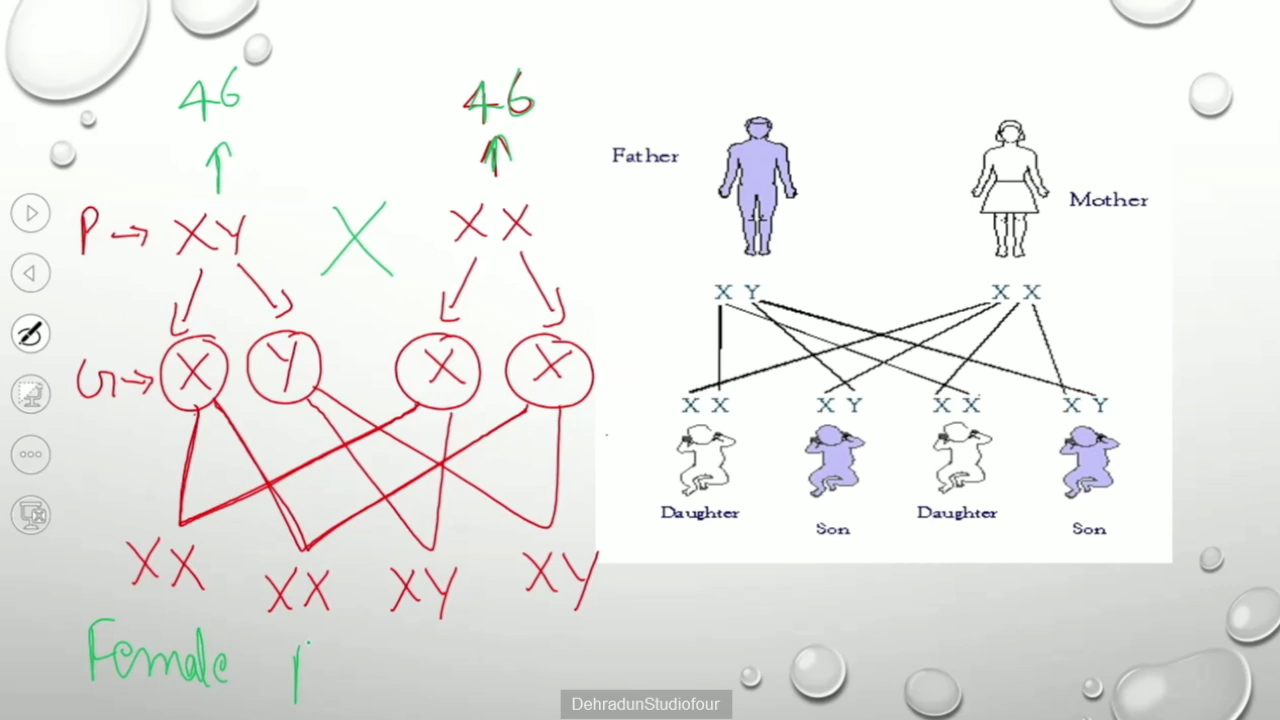 46 46
P → XY X XX
G → X Y X X
XX XX XY XY
Female
Father
Mother
X Y X X
X X X Y X X X Y
Daughter Son Daughter Son
DehradunStudiofour